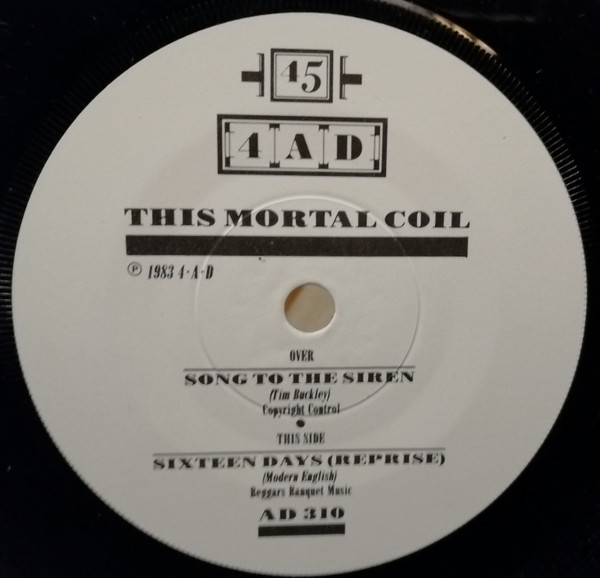 45
4AD
THIS MORTAL COIL
℗ 1983 4-A-D
OVER
SONG TO THE SIREN
(Tim Buckley)
Copyright Control
THIS SIDE
SIXTEEN DAYS (REPRISE)
(Modern English)
Beggars Banquet Music
AD 310